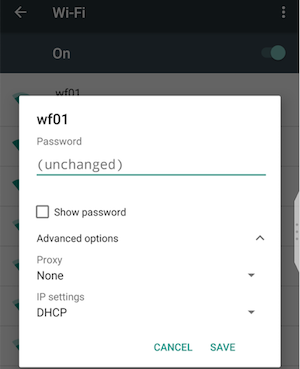 Wi-Fi
On
wf01
wf01
Password
(unchanged)
Show password
Advanced options
Proxy
None
IP settings
DHCP
CANCEL SAVE